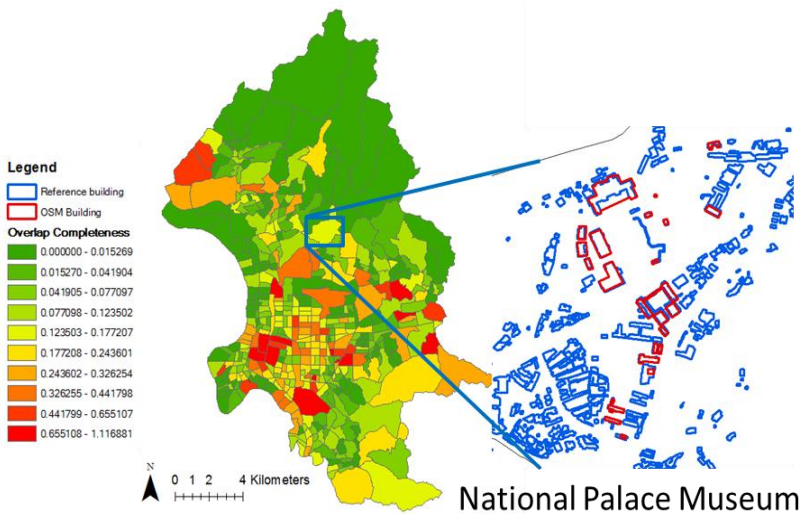 Legend
Reference building
OSM Building
Overlap Completeness
0.000000 - 0.015269
0.015270 - 0.041904
0.041905 - 0.077097
0.077098 - 0.123502
0.123503 - 0.177207
0.177208 - 0.243601
0.243602 - 0.326254
0.326255 - 0.441798
0.441799 - 0.655107
0.655108 - 1.116881
N
0 1 2 4 Kilometers
National Palace Museum